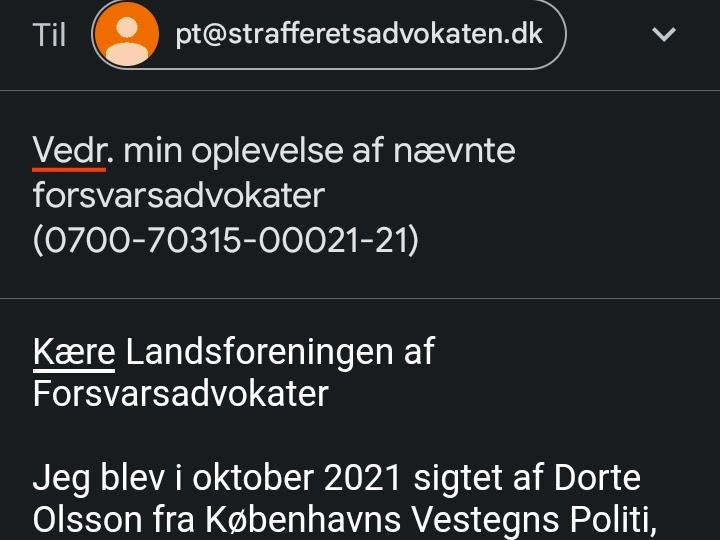 Til pt@strafferetsadvokaten.dk
Vedr. min oplevelse af nævnte
forsvarsadvokater
(0700-70315-00021-21)
Kære Landsforeningen af
Forsvarsadvokater
Jeg blev i oktober 2021 sigtet af Dorte
Olsson fra Københavns Vestegns Politi,